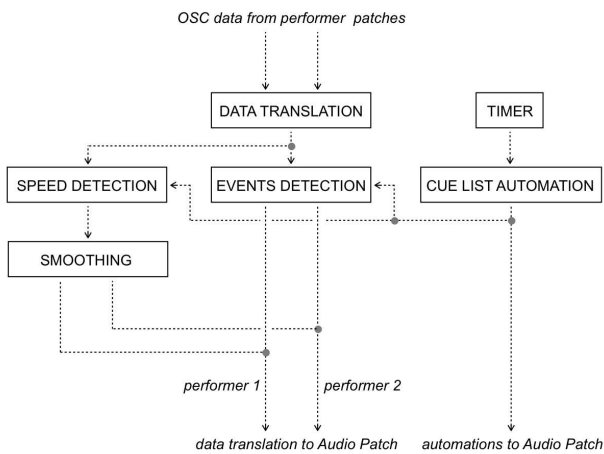 OSC data from performer patches
DATA TRANSLATION
TIMER
SPEED DETECTION
EVENTS DETECTION
CUE LIST AUTOMATION
SMOOTHING
performer 1
performer 2
data translation to Audio Patch
automations to Audio Patch